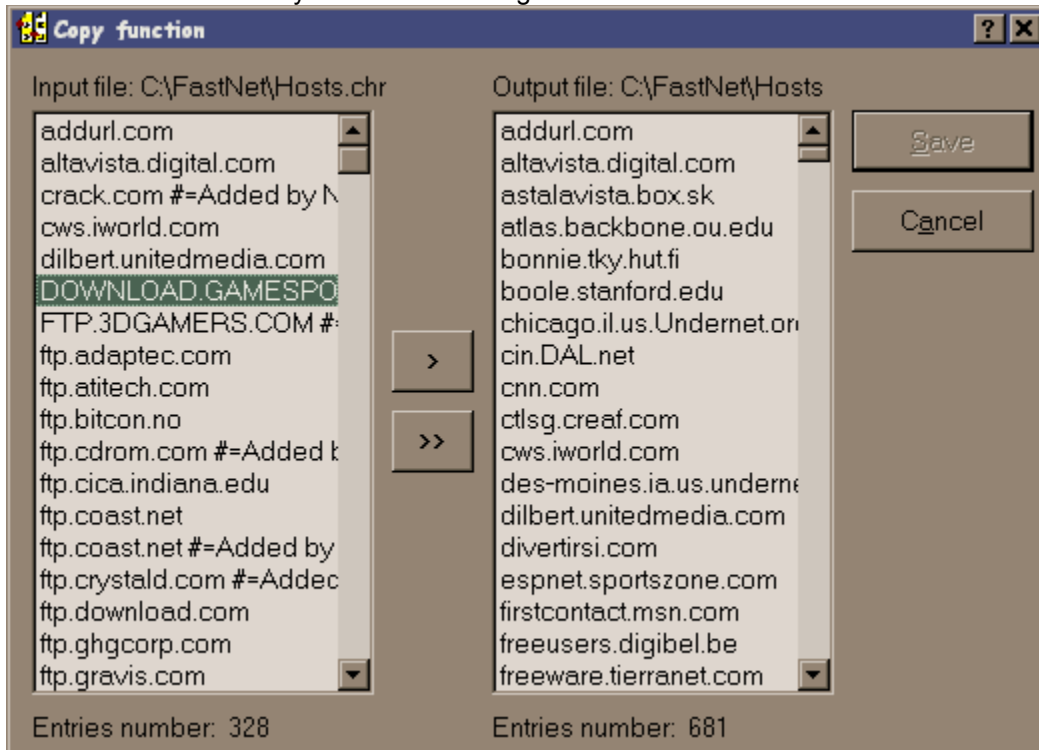 Copy function
Input file: C:\FastNet\Hosts.chr
addurl.com
altavista.digital.com
crack.com #=Added by N
cws.iworld.com
dilbert.unitedmedia.com
DOWNLOAD.GAMESPO
FTP.3DGAMERS.COM #=
ftp.adaptec.com
ftp.atitech.com
ftp.bitcon.no
ftp.cdrom.com #=Added b
ftp.cica.indiana.edu
ftp.coast.net
ftp.coast.net #=Added by
ftp.crystald.com #=Added
ftp.download.com
ftp.ghgcorp.com
ftp.gravis.com
Entries number: 328
>
>>
Output file: C:\FastNet\Hosts
addurl.com
altavista.digital.com
astalavista.box.sk
atlas.backbone.ou.edu
bonnie.tky.hut.fi
boole.stanford.edu
chicago.il.us.Undernet.or
cin.DAL.net
cnn.com
ctlsg.creaf.com
cws.iworld.com
des-moines.ia.us.underne
dilbert.unitedmedia.com
divertirsi.com
espnet.sportszone.com
firstcontact.msn.com
freeusers.digibel.be
freeware.tierranet.com
Entries number: 681
Save
Cancel